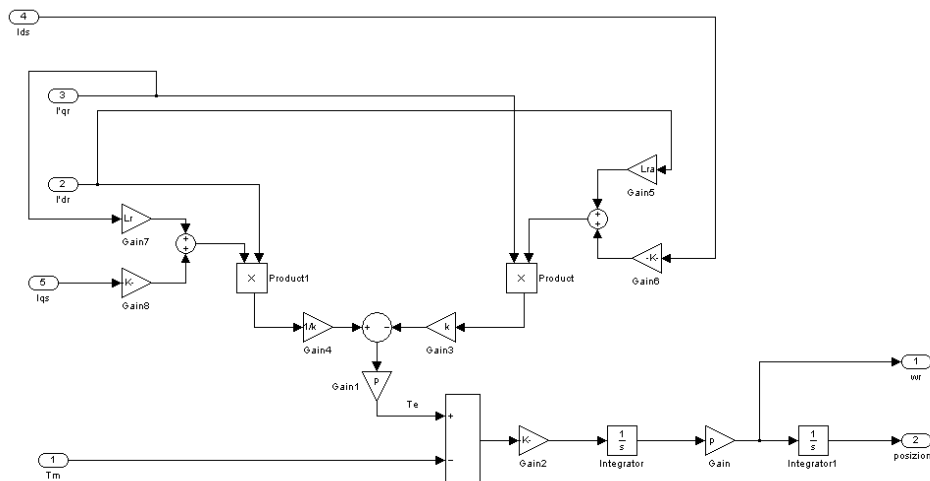 4
Ids
3
I'qr
2
I'dr
Lra
Gain5
Lr
Gain7
+
+
+
+
-K-
Gain6
5
Iqs
K-
Gain8
×
Product1
×
Product
1/k
Gain4
+
−
k
Gain3
p
Gain1
Te
+
−
1
Tm
K-
Gain2
1
s
Integrator
p
Gain
1
s
Integrator1
1
wr
2
posizion